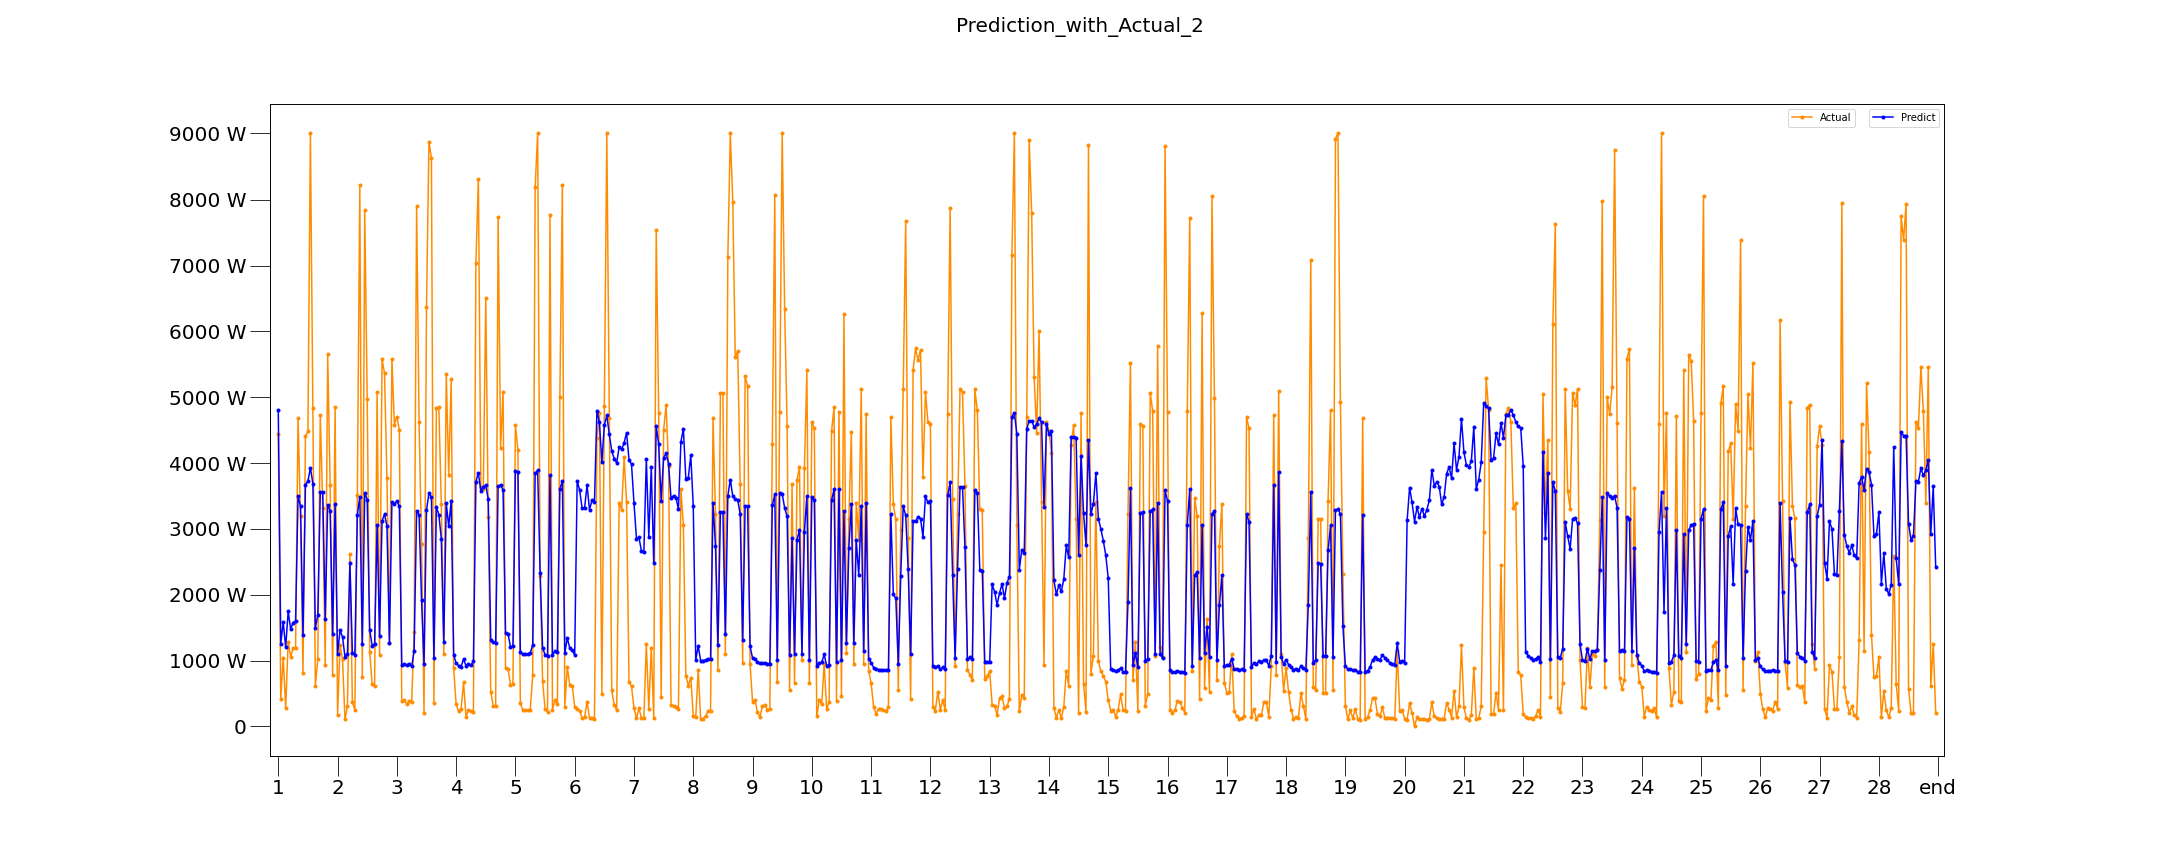 Prediction_with_Actual_2
Actual Predict
9000 W
8000 W
7000 W
6000 W
5000 W
4000 W
3000 W
2000 W
1000 W
0
1 2 3 4 5 6 7 8 9 10 11 12 13 14 15 16 17 18 19 20 21 22 23 24 25 26 27 28 end